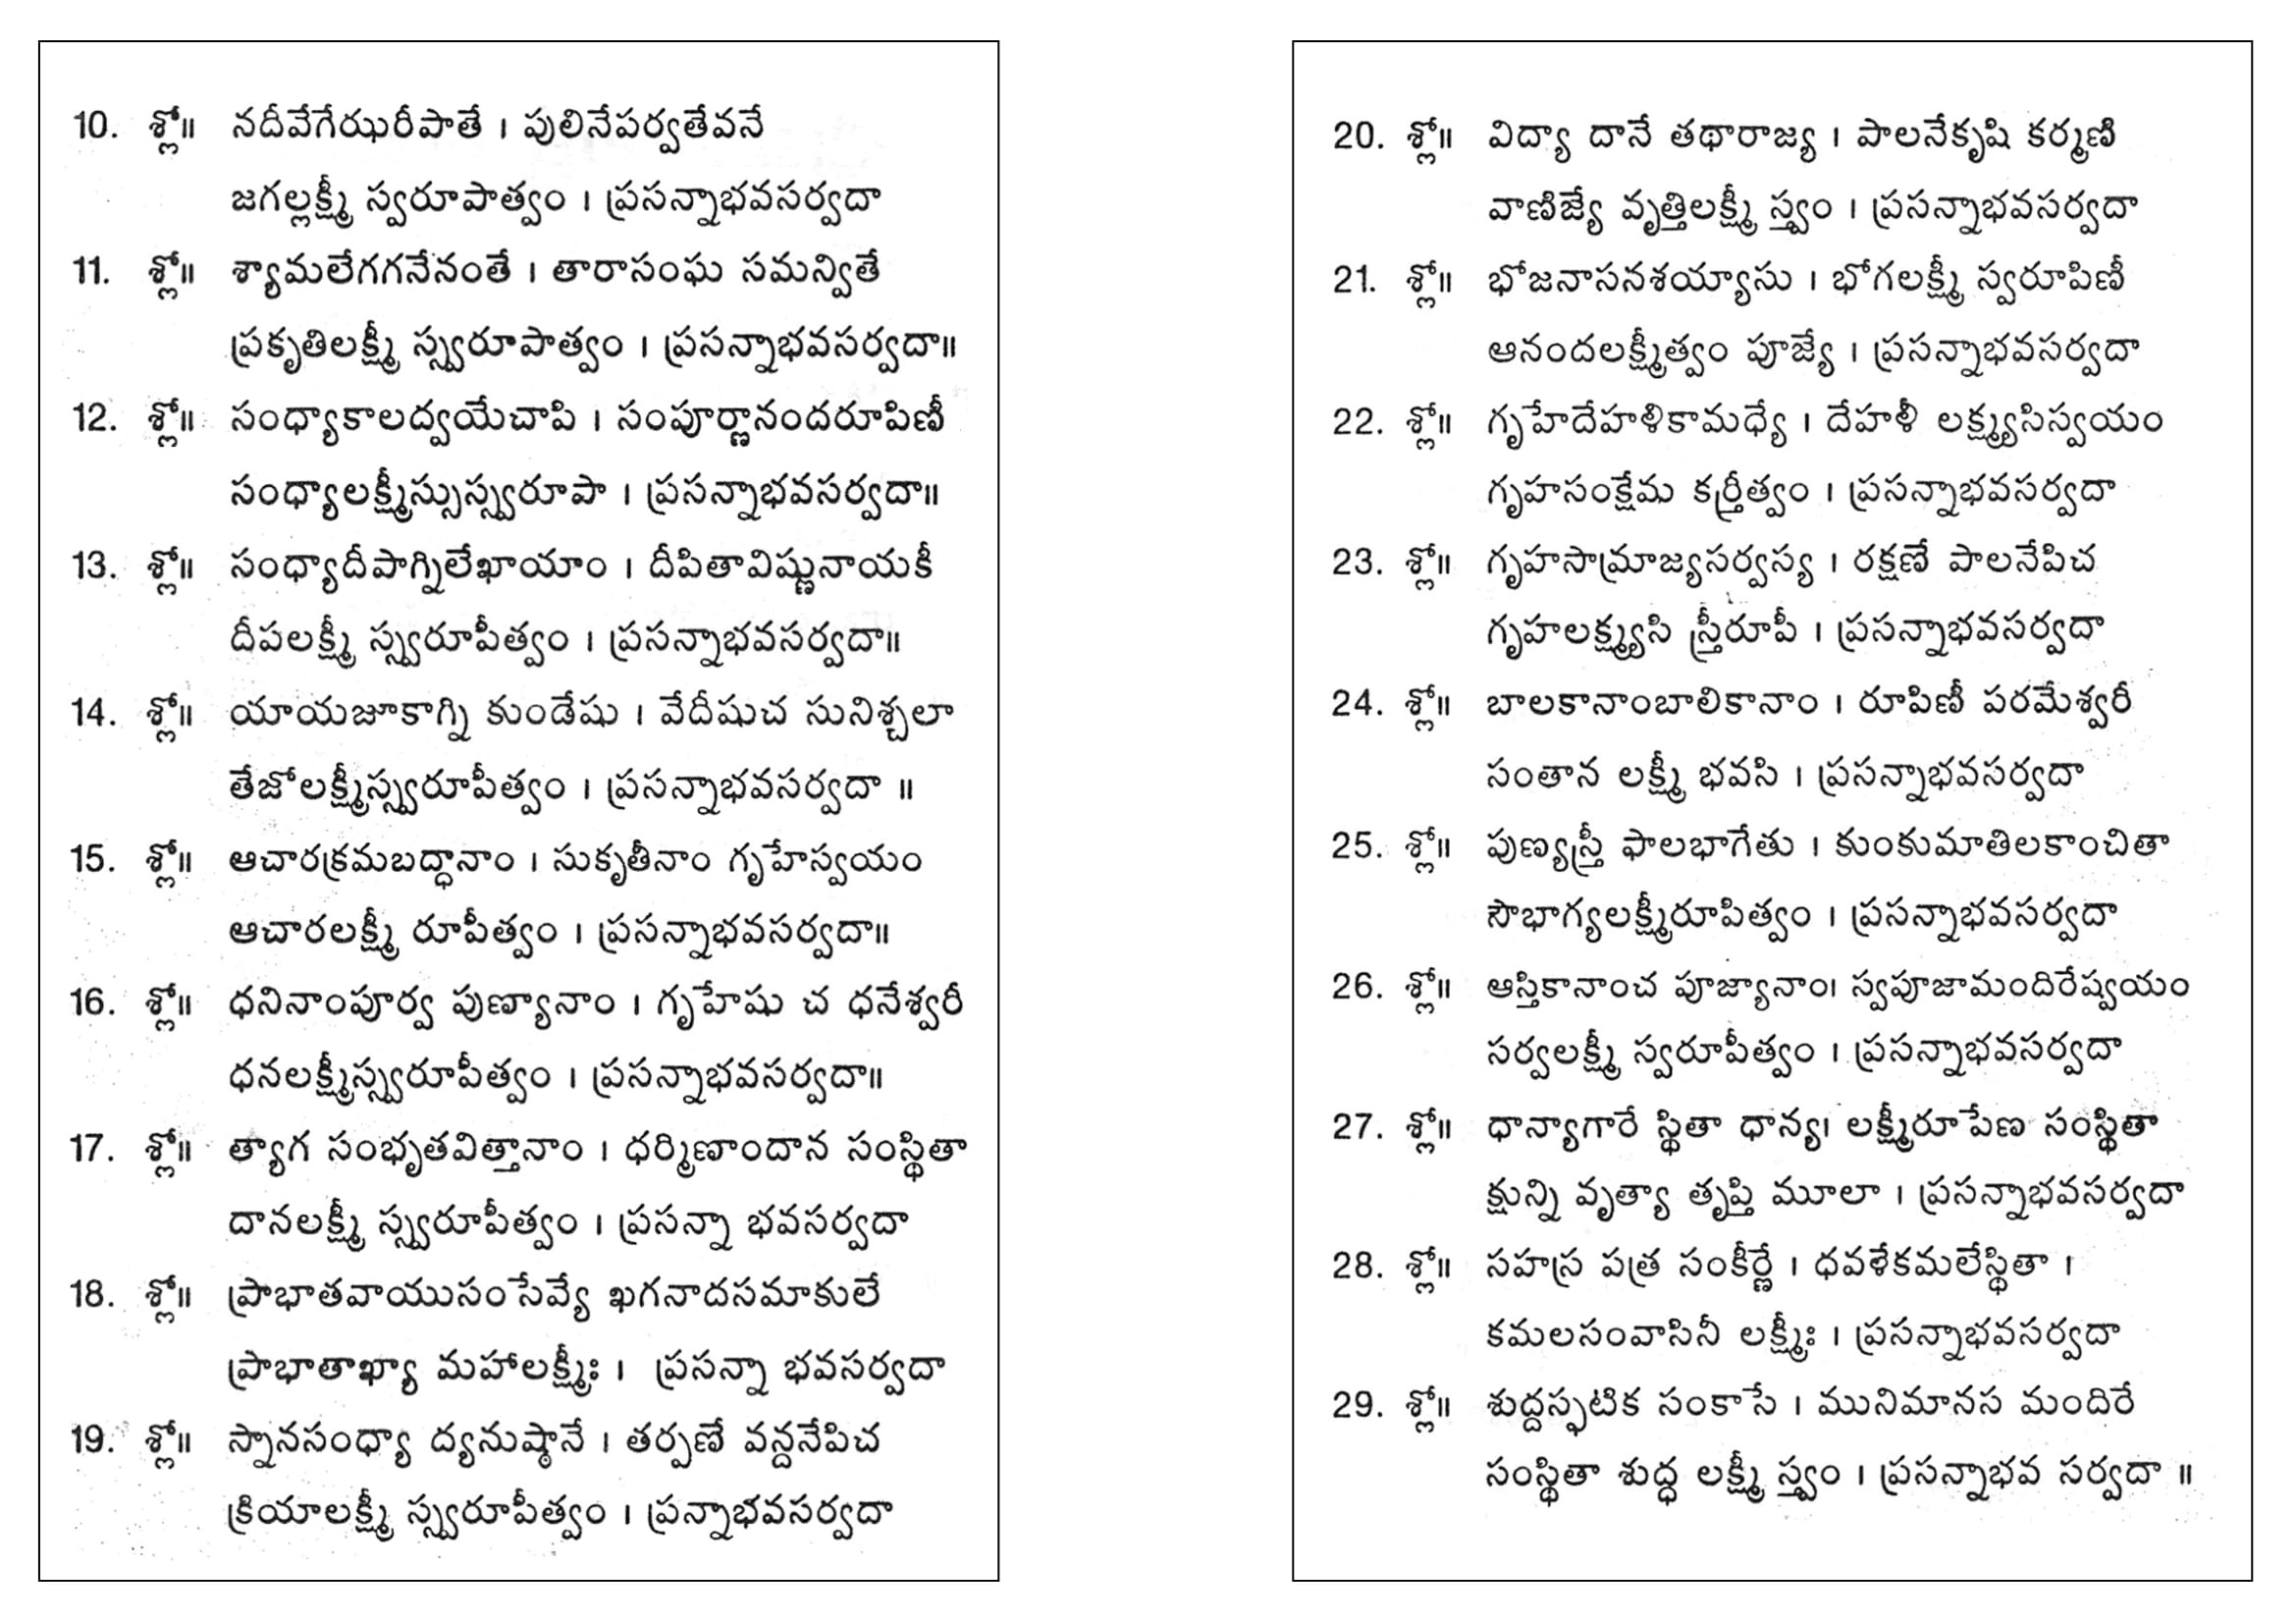 10. శ్లో॥ నదీవేగేఝరీపాతే । పులినేపర్వతేవనే
జగల్లక్ష్మీ స్వరూపాత్వం । ప్రసన్నాభవసర్వదా
11. శ్లో॥ శ్యామలేగగనేనంతే । తారాసంఘ సమన్వితే
ప్రకృతిలక్ష్మీ స్స్వరూపాత్వం । ప్రసన్నాభవసర్వదా॥
12. శ్లో॥ సంధ్యాకాలద్వయేచాపి । సంపూర్ణానందరూపిణీ
సంధ్యాలక్ష్మీస్సుస్స్వరూపా । ప్రసన్నాభవసర్వదా॥
13. శ్లో॥ సంధ్యాదీపాగ్నిలేఖాయాం । దీపితావిష్ణునాయకీ
దీపలక్ష్మీ స్స్వరూపీత్వం । ప్రసన్నాభవసర్వదా॥
14. శ్లో॥ యాయజూకాగ్ని కుండేషు । వేదీషుచ సునిశ్చలా
తేజోలక్ష్మీస్స్వరూపీత్వం । ప్రసన్నాభవసర్వదా ॥
15. శ్లో॥ ఆచారక్రమబద్ధానాం । సుకృతీనాం గృహేస్వయం
ఆచారలక్ష్మీ రూపీత్వం । ప్రసన్నాభవసర్వదా॥
16. శ్లో॥ ధనినాంపూర్వ పుణ్యానాం । గృహేషు చ ధనేశ్వరీ
ధనలక్ష్మీస్స్వరూపీత్వం । ప్రసన్నాభవసర్వదా॥
17. శ్లో॥ త్యాగ సంభృతవిత్తానాం । ధర్మిణాందాన సంస్థితా
దానలక్ష్మీ స్స్వరూపీత్వం । ప్రసన్నా భవసర్వదా
18. శ్లో॥ ప్రాభాతవాయుసంసేవ్యే ఖగనాదసమాకులే
ప్రాభాతాఖ్యా మహాలక్ష్మీః । ప్రసన్నా భవసర్వదా
19. శ్లో॥ స్నానసంధ్యా ద్యనుష్ఠానే । తర్పణే వన్దనేపిచ
క్రియాలక్ష్మీ స్స్వరూపీత్వం । ప్రన్నాభవసర్వదా
20. శ్లో॥ విద్యా దానే తథారాజ్య । పాలనేకృషి కర్మణి
వాణిజ్యే వృత్తిలక్ష్మీ స్త్వం । ప్రసన్నాభవసర్వదా
21. శ్లో॥ భోజనాసనశయ్యాసు । భోగలక్ష్మీ స్వరూపిణీ
ఆనందలక్ష్మీత్వం పూజ్యే । ప్రసన్నాభవసర్వదా
22. శ్లో॥ గృహేదేహళికామధ్యే । దేహళీ లక్ష్మ్యసిస్వయం
గృహసంక్షేమ కర్త్రీత్వం । ప్రసన్నాభవసర్వదా
23. శ్లో॥ గృహసామ్రాజ్యసర్వస్య । రక్షణే పాలనేపిచ
గృహలక్ష్మ్యసి స్త్రీరూపీ । ప్రసన్నాభవసర్వదా
24. శ్లో॥ బాలకానాంబాలికానాం । రూపిణీ పరమేశ్వరీ
సంతాన లక్ష్మీ భవసి । ప్రసన్నాభవసర్వదా
25. శ్లో॥ పుణ్యస్త్రీ ఫాలభాగేతు । కుంకుమాతిలకాంచితా
సౌభాగ్యలక్ష్మీరూపిత్వం । ప్రసన్నాభవసర్వదా
26. శ్లో॥ ఆస్తికానాంచ పూజ్యానాం। స్వపూజామందిరేష్వయం
సర్వలక్ష్మీ స్వరూపీత్వం । ప్రసన్నాభవసర్వదా
27. శ్లో॥ ధాన్యాగారే స్థితా ధాన్య। లక్ష్మీరూపేణ సంస్థితా
క్షున్ని వృత్యా తృప్తి మూలా । ప్రసన్నాభవసర్వదా
28. శ్లో॥ సహస్ర పత్ర సంకీర్ణే । ధవళేకమలేస్థితా ।
కమలసంవాసినీ లక్ష్మీః । ప్రసన్నాభవసర్వదా
29. శ్లో॥ శుద్దస్ఫటిక సంకాసే । మునిమానస మందిరే
సంస్థితా శుద్ధ లక్ష్మీ స్త్వం । ప్రసన్నాభవ సర్వదా ॥